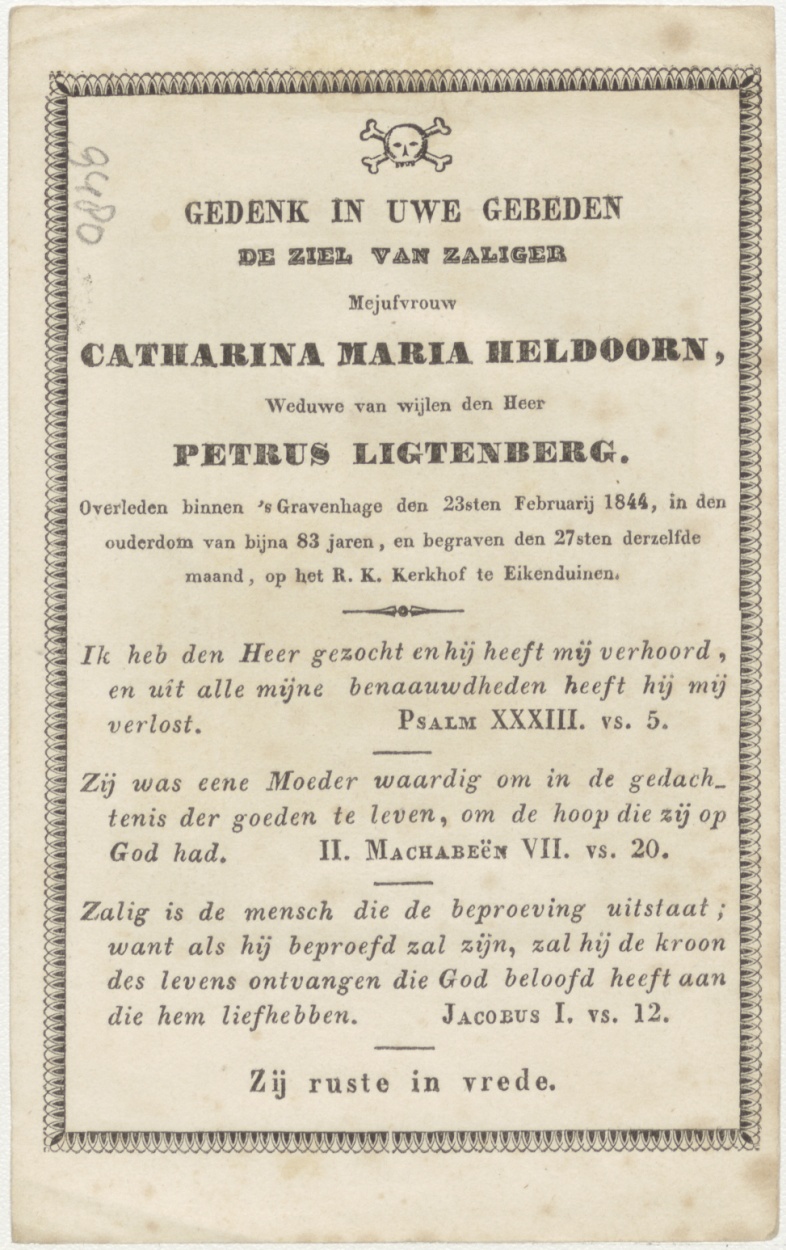 9480
GEDENK IN UWE GEBEDEN
DE ZIEL VAN ZALIGER
Mejufvrouw
CATHARINA MARIA HELDOORN,
Weduwe van wijlen den Heer
PETRUS LIGTENBERG.
Overleden binnen 's Gravenhage den 23sten Februarij 1844, in den
ouderdom van bijna 83 jaren, en begraven den 27sten derzelfde
maand, op het R. K. Kerkhof te Eikenduinen.
Ik heb den Heer gezocht en hij heeft mij verhoord,
en uit alle mijne benaauwdheden heeft hij mij
verlost. PSALM XXXIII. vs. 5.
Zij was eene Moeder waardig om in de gedach-
tenis der goeden te leven, om de hoop die zij op
God had. II. MACHABEËN VII. vs. 20.
Zalig is de mensch die de beproeving uitstaat;
want als hij beproefd zal zijn, zal hij de kroon
des levens ontvangen die God beloofd heeft aan
die hem liefhebben. JACOBUS I. vs. 12.
Zij ruste in vrede.